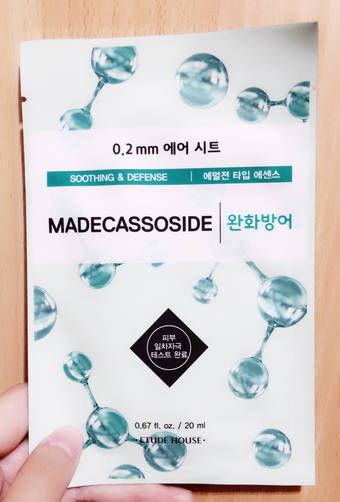 0.2 mm 에어 시트
SOOTHING & DEFENSE | 에멀젼 타입 에센스
MADECASSOSIDE | 완화방어
피부
일차자극
테스트 완료
0.67 fl. oz. / 20 ml
·ETUDE HOUSE·